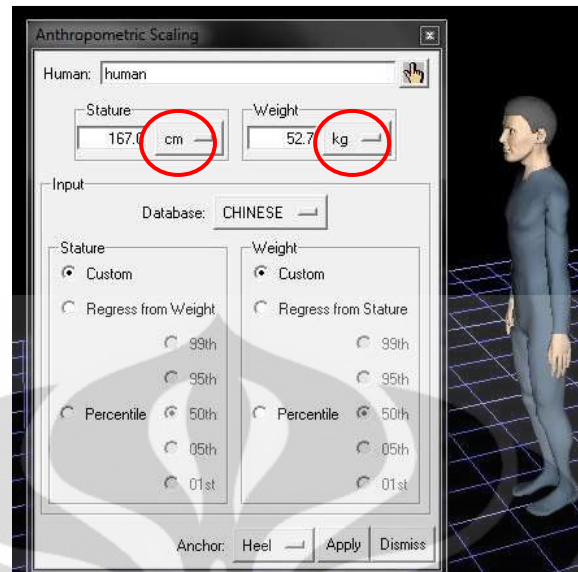 Anthropometric Scaling
Human: human
Stature Weight
167.0 cm 52.7 kg
Input
Database: CHINESE
Stature Weight
Custom Custom
Regress from Weight Regress from Stature
99th 99th
95th 95th
Percentile 50th Percentile 50th
05th 05th
01st 01st
Anchor: Heel Apply Dismiss